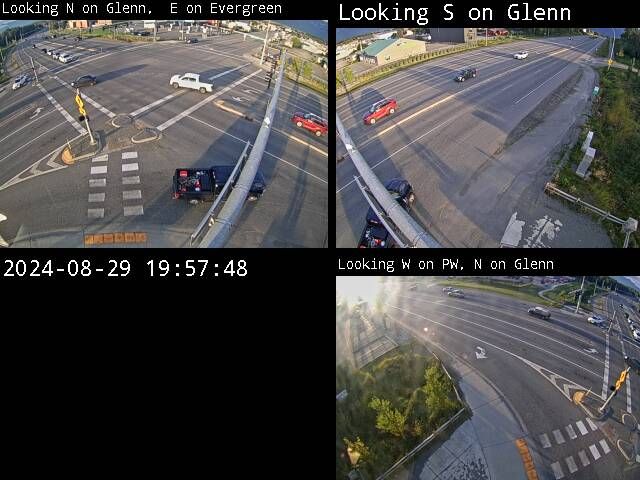 Looking N on Glenn,  E on Evergreen
Looking S on Glenn
2024-08-29 19:57:48
Looking W on PW, N on Glenn